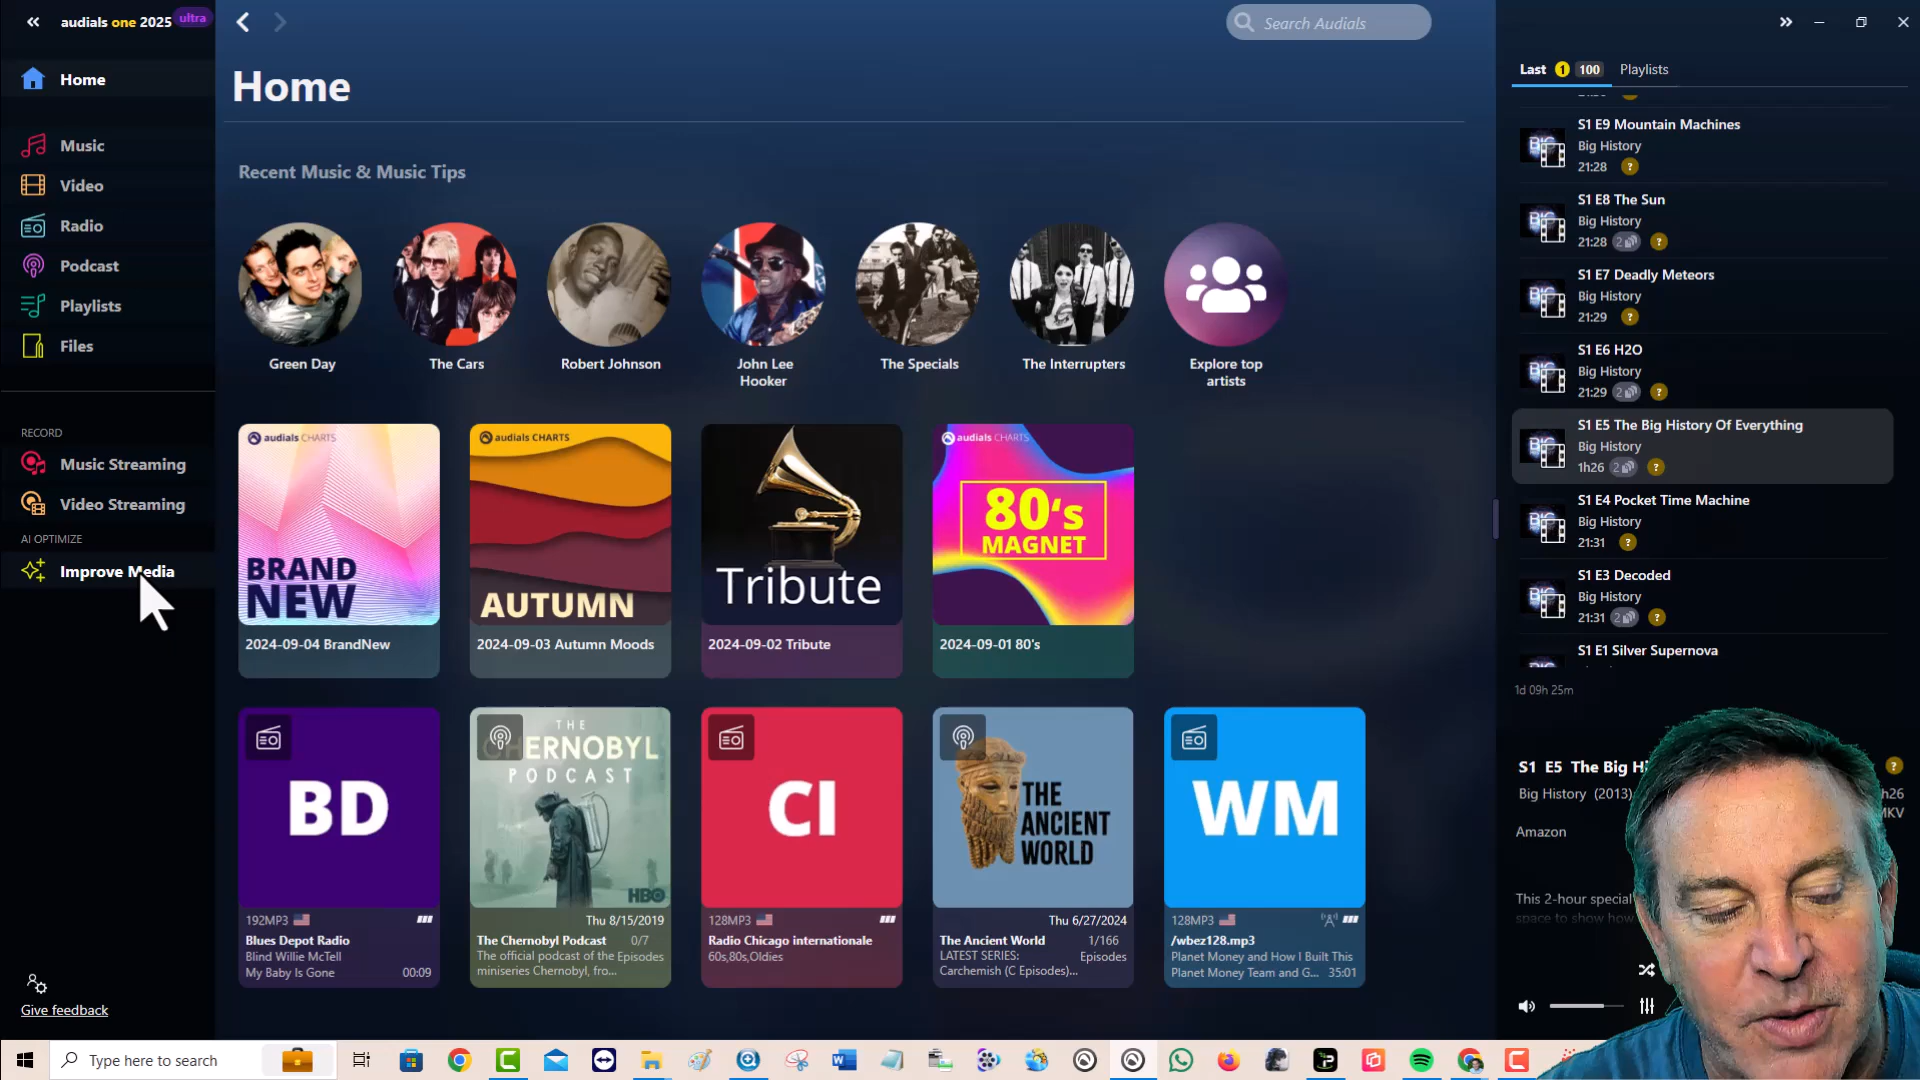 audials one 2025 ultra
Search Audials
Home
Music
Video
Radio
Podcast
Playlists
Files
RECORD
Music Streaming
Video Streaming
AI OPTIMIZE
Improve Media
Give feedback
Home
Recent Music & Music Tips
Green Day
The Cars
Robert Johnson
John Lee
Hooker
The Specials
The Interrupters
Explore top
artists
audials CHARTS
BRAND
NEW
2024-09-04 BrandNew
audials CHARTS
AUTUMN
2024-09-03 Autumn Moods
Tribute
2024-09-02 Tribute
audials CHARTS
80's
MAGNET
2024-09-01 80's
BD
192MP3
Blues Depot Radio
Blind Willie McTell
My Baby Is Gone 00:09
THE
CHERNOBYL
PODCAST
HBO
Thu 8/15/2019
The Chernobyl Podcast 0/7
The official podcast of the Episodes
miniseries Chernobyl, fro...
CI
128MP3
Radio Chicago internationale
60s,80s,Oldies
THE
ANCIENT
WORLD
Thu 6/27/2024
The Ancient World 1/166
LATEST SERIES: Episodes
Carchemish (C Episodes)...
WM
128MP3
/wbez128.mp3
Planet Money and How I Built This
Planet Money Team and G... 35:01
Last 1 100 Playlists
S1 E9 Mountain Machines
Big History
21:28 ?
S1 E8 The Sun
Big History
21:28 2 ?
S1 E7 Deadly Meteors
Big History
21:29 ?
S1 E6 H2O
Big History
21:29 2 ?
S1 E5 The Big History Of Everything
Big History
1h26 2 ?
S1 E4 Pocket Time Machine
Big History
21:31 ?
S1 E3 Decoded
Big History
21:31 2 ?
S1 E1 Silver Supernova
1d 09h 25m
S1 E5 The Big ?
Big History (2013)
Amazon
This 2-hour special
space to show how
Type here to search